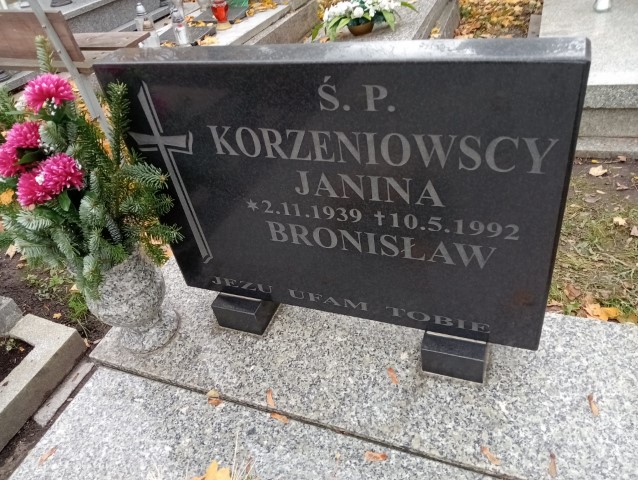 Ś. P.
KORZENIOWSCY
JANINA
*2.11.1939 †10.5.1992
BRONISŁAW
JEZU UFAM TOBIE